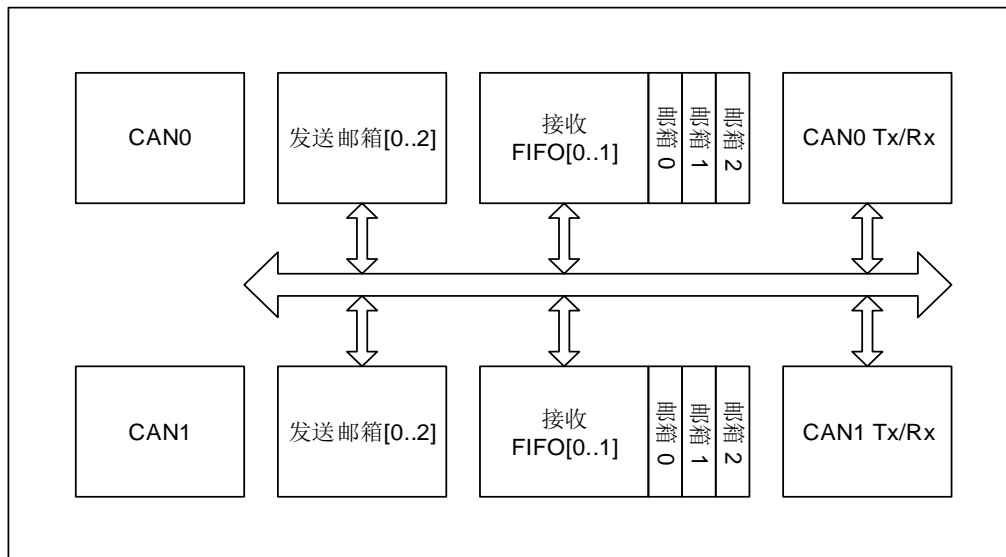 CAN0
发送邮箱[0..2]
接收
FIFO[0..1]
邮箱 0
邮箱 1
邮箱 2
CAN0 Tx/Rx
CAN1
发送邮箱[0..2]
接收
FIFO[0..1]
邮箱 0
邮箱 1
邮箱 2
CAN1 Tx/Rx